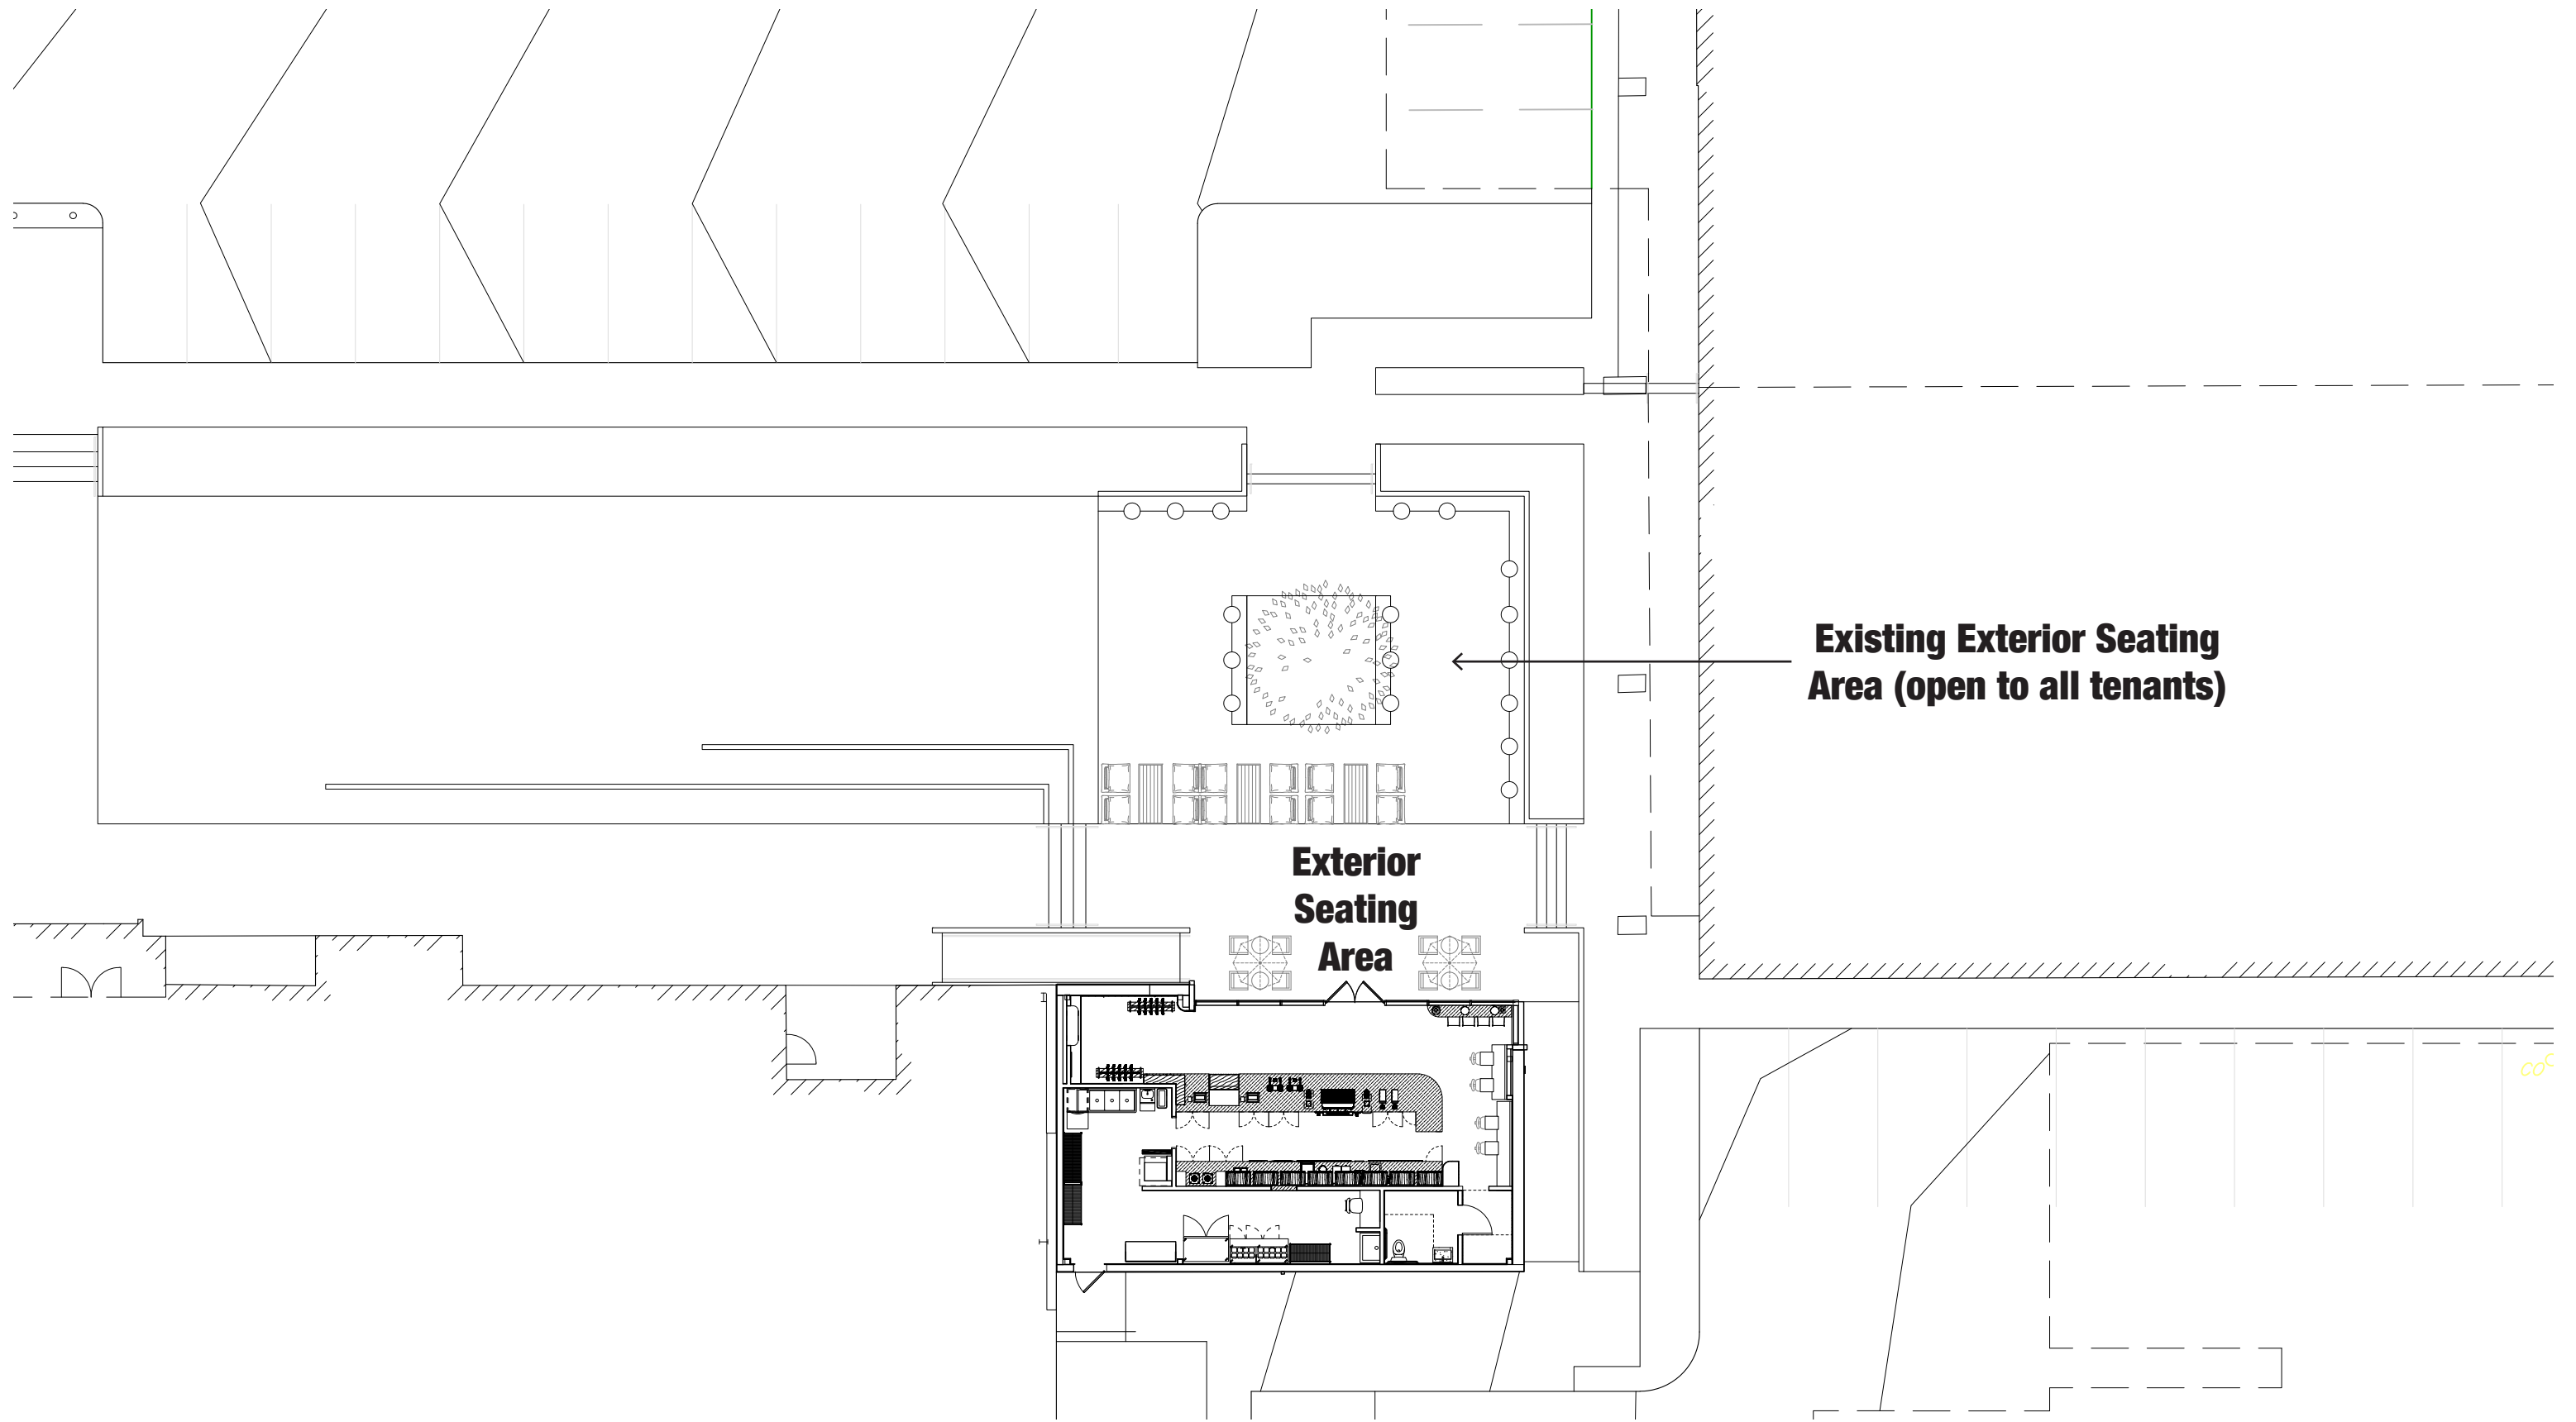 Existing Exterior Seating
Area (open to all tenants)
Exterior
Seating
Area